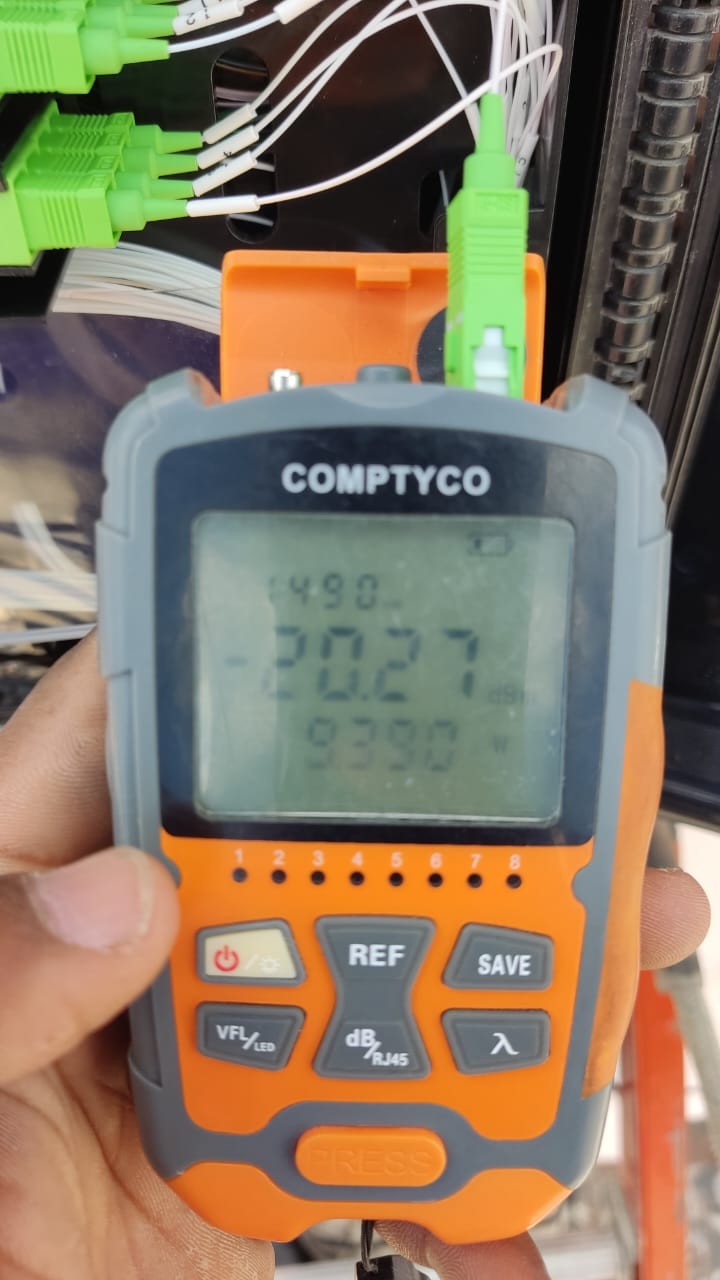 COMPTYCO
1490
-20.27
dBm
9.390 W
1 2 3 4 5 6 7 8
REF
SAVE
VFL/LED
dB/RJ45
λ
PRESS